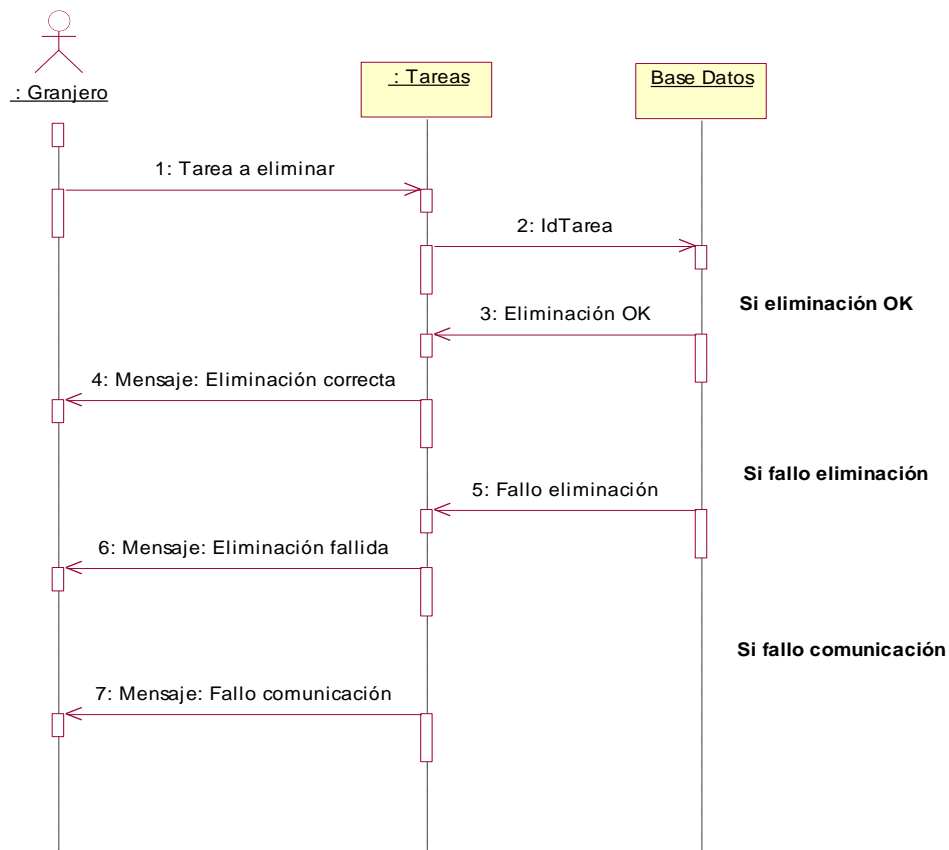 : Granjero
: Tareas
Base Datos
1: Tarea a eliminar
2: IdTarea
Si eliminación OK
3: Eliminación OK
4: Mensaje: Eliminación correcta
Si fallo eliminación
5: Fallo eliminación
6: Mensaje: Eliminación fallida
Si fallo comunicación
7: Mensaje: Fallo comunicación